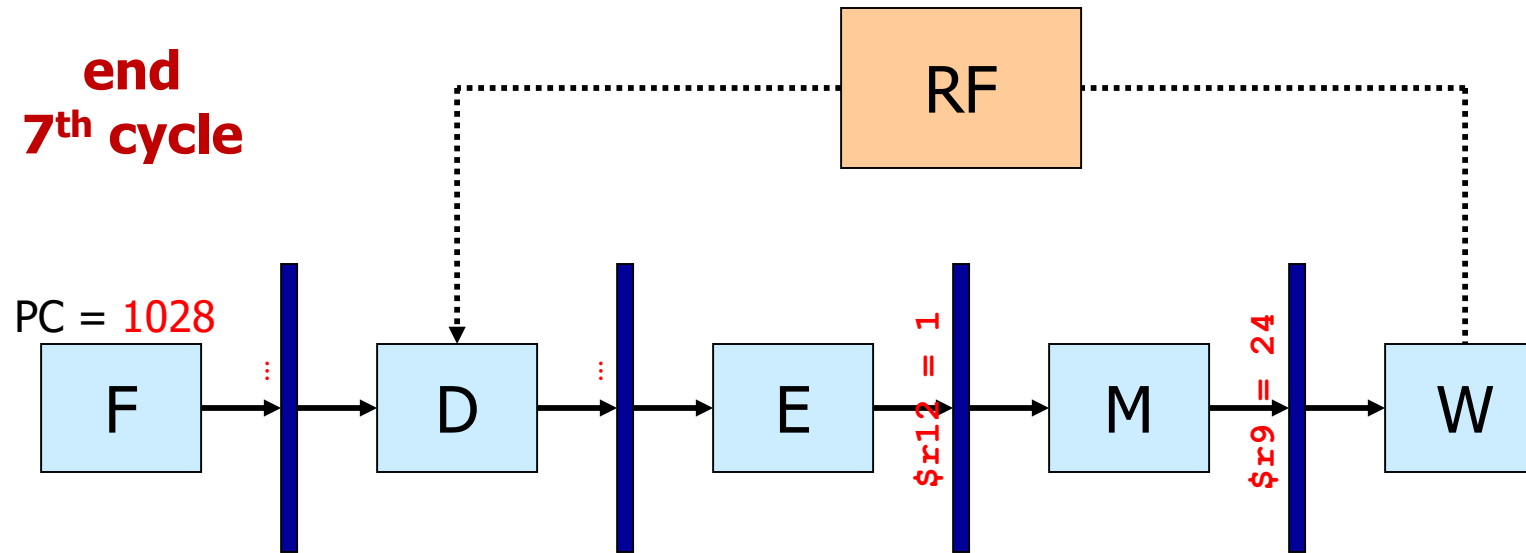 end
7th cycle
RF
PC = 1028
F
...
D
...
E
$r12 = 1
M
$r9 = 24
W